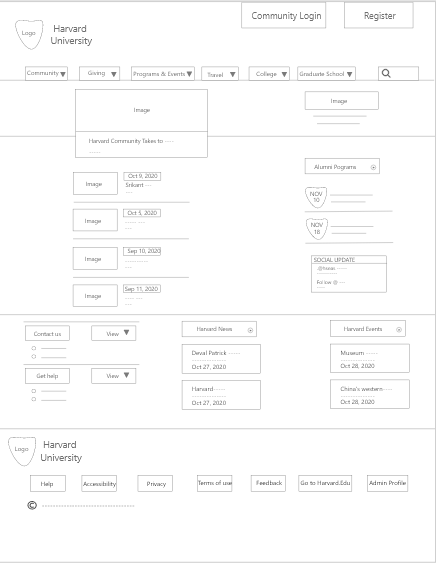 Community Login
Register
Logo
Harvard
University
Community
Giving
Programs & Events
Travel
College
Graduate School
Image
Harvard Community Takes to
Image
Image
Oct 9, 2020
Srikant
Image
Oct 5, 2020
Image
Sep 10, 2020
Image
Sep 11, 2020
Alumni Pograms
NOV
10
NOV
18
SOCIAL UPDATE
Follow @
Contact us
View
Get help
View
Harvard News
Deval Patrick
Oct 27, 2020
Harvard
Oct 27, 2020
Harvard Events
Museum
Oct 28, 2020
China's western
Oct 28, 2020
Logo
Harvard
University
Help
Accessibility
Privacy
Terms of use
Feedback
Go to Harvard.Edu
Admin Profile
©